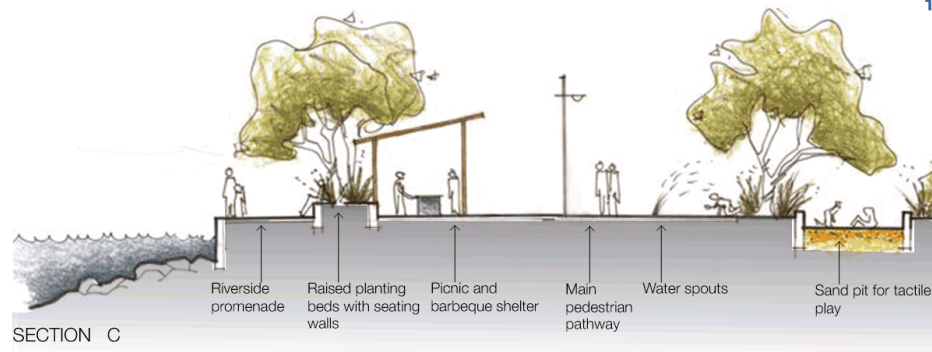 1
Riverside
promenade
Raised planting
beds with seating
walls
Picnic and
barbeque shelter
Main
pedestrian
pathway
Water spouts
Sand pit for tactile
play
SECTION C